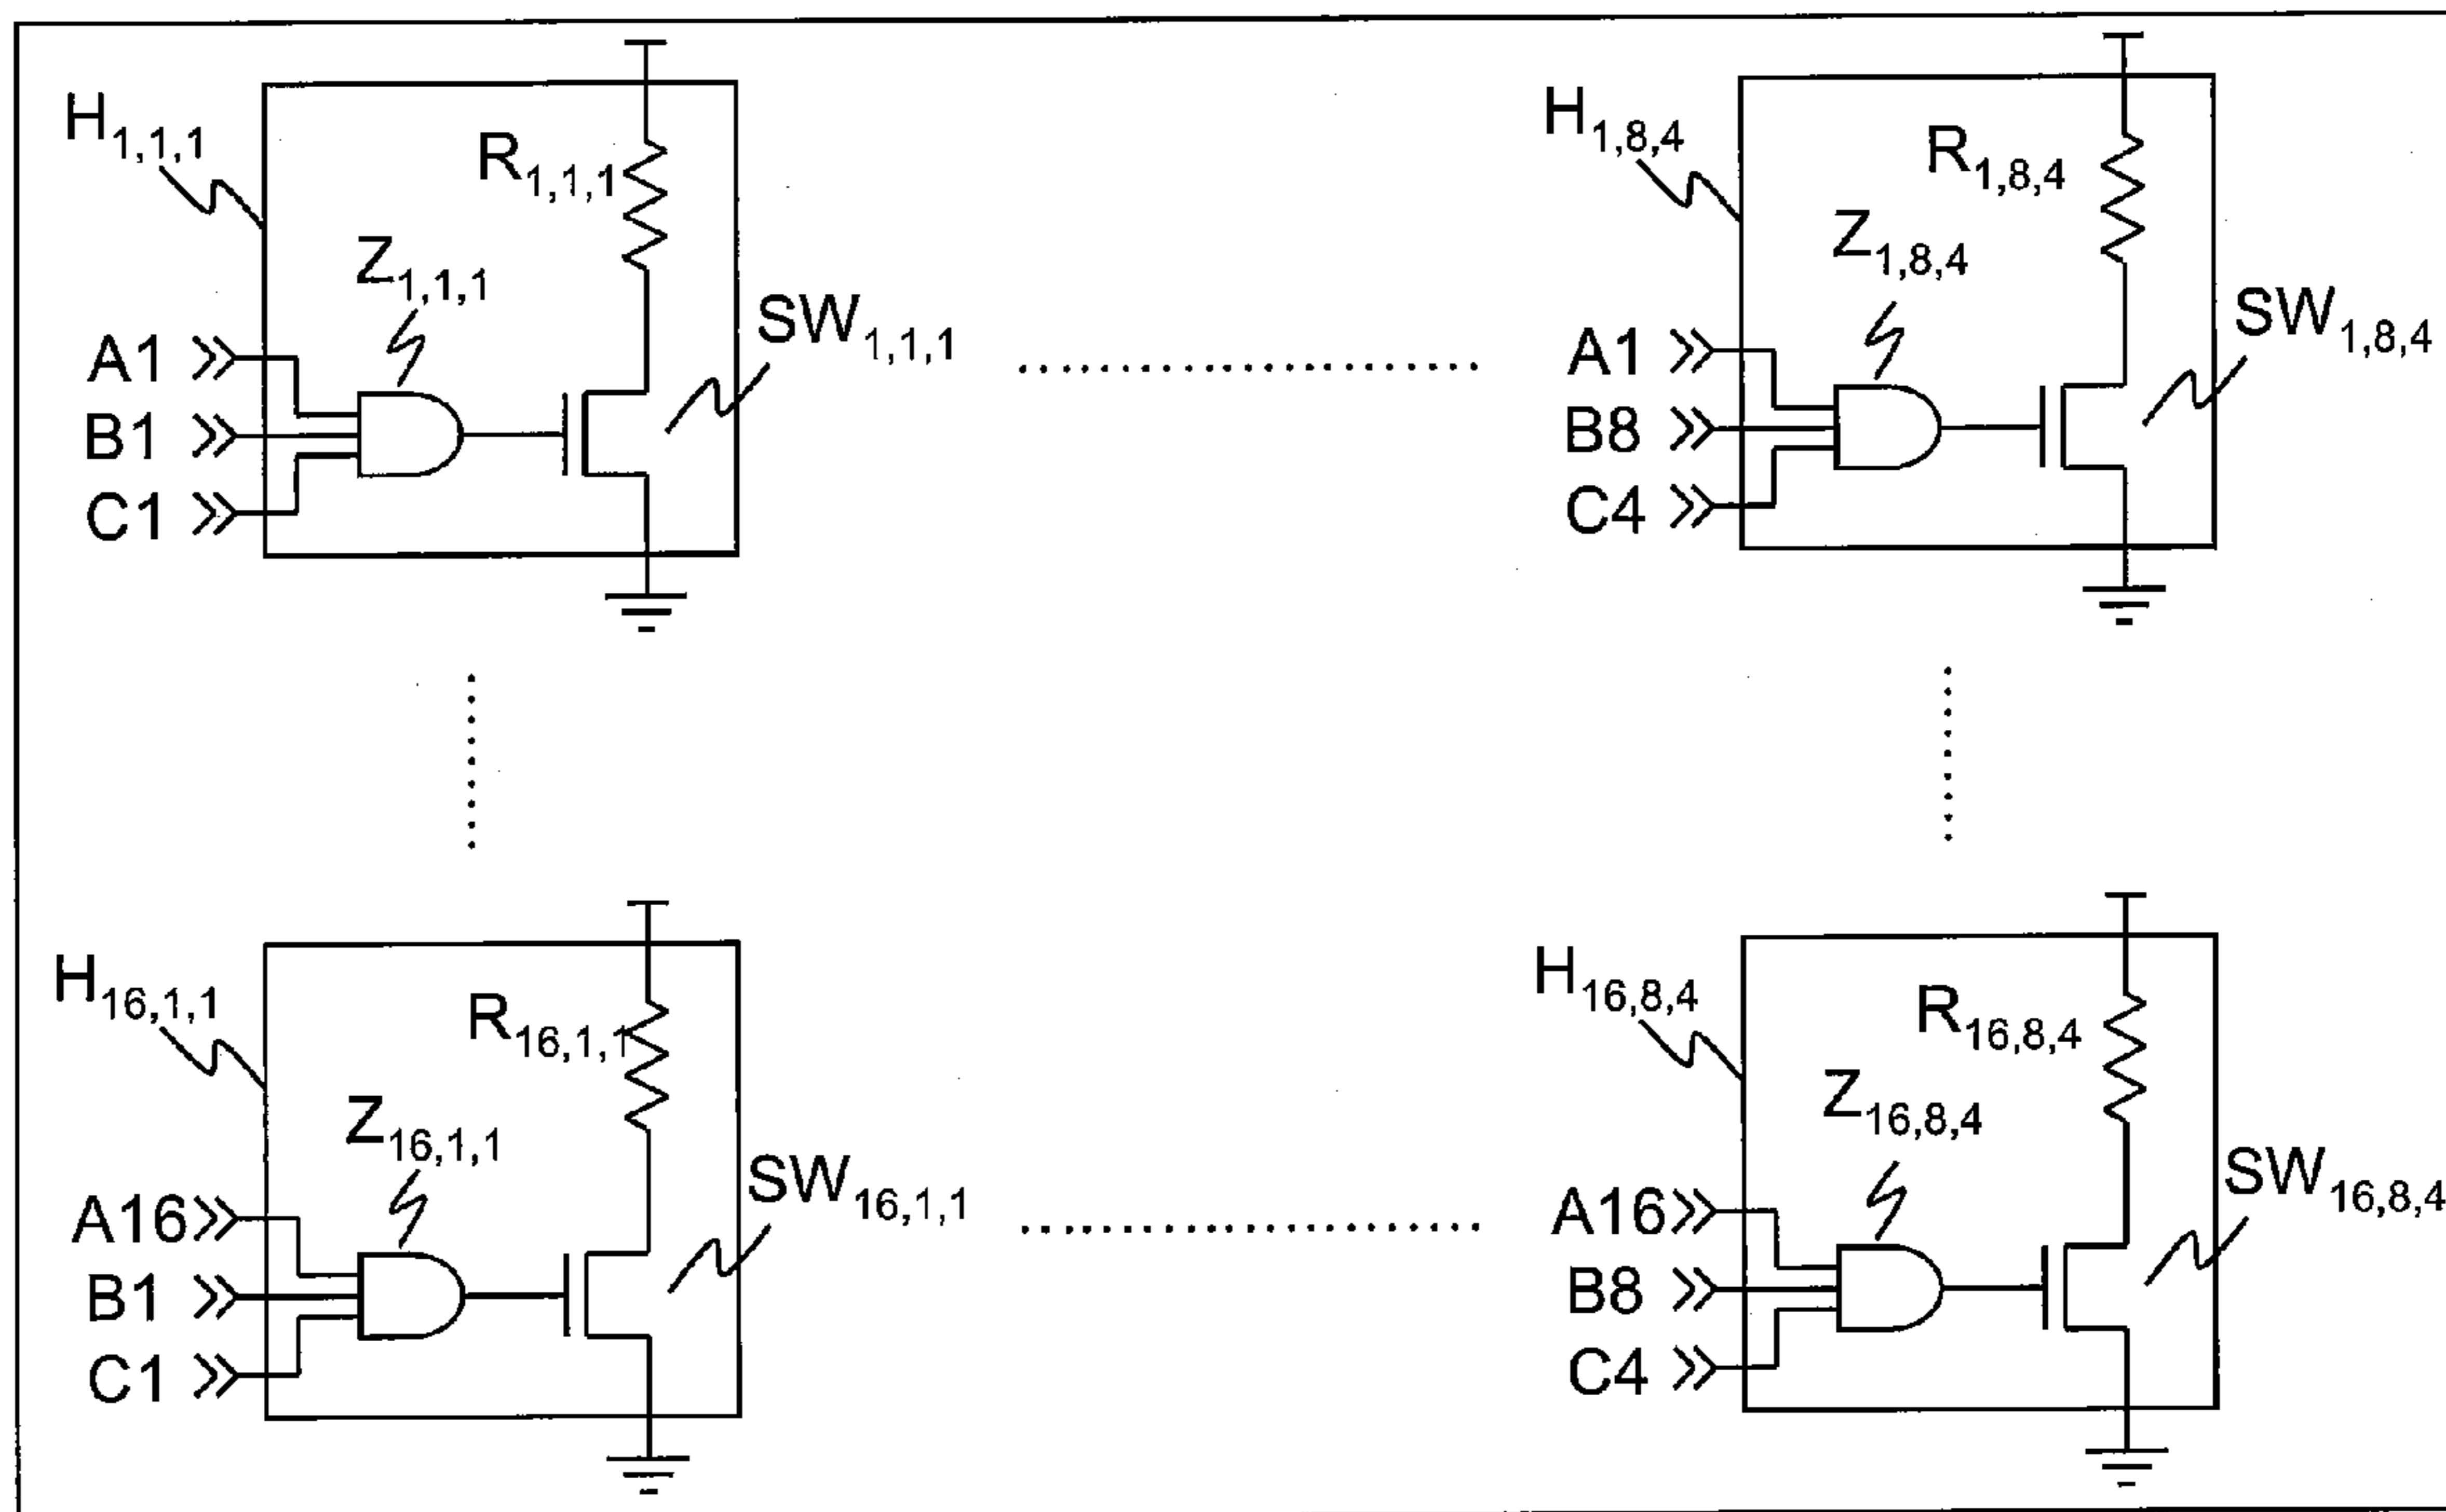 H1,1,1
R1,1,1
Z1,1,1
SW1,1,1
A1
B1
C1
H1,8,4
R1,8,4
Z1,8,4
SW1,8,4
A1
B8
C4
H16,1,1
R16,1,1
Z16,1,1
SW16,1,1
A16
B1
C1
H16,8,4
R16,8,4
Z16,8,4
SW16,8,4
A16
B8
C4